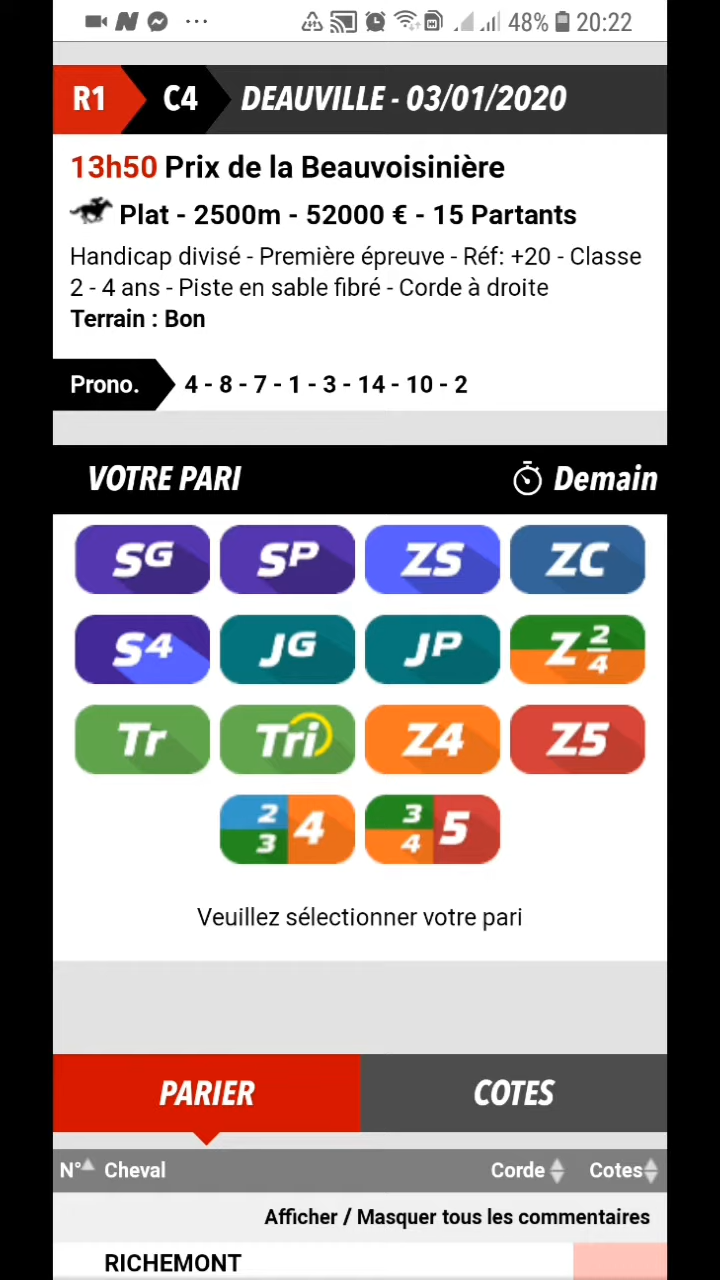 N ... 48% 20:22
R1 C4 DEAUVILLE - 03/01/2020
13h50 Prix de la Beauvoisinière
Plat - 2500m - 52000 € - 15 Partants
Handicap divisé - Première épreuve - Réf: +20 - Classe
2 - 4 ans - Piste en sable fibré - Corde à droite
Terrain : Bon
Prono. 4 - 8 - 7 - 1 - 3 - 14 - 10 - 2
VOTRE PARI Demain
SG SP ZS ZC
S4 JG JP Z 2/4
Tr Tri Z4 Z5
2/3 4 3/4 5
Veuillez sélectionner votre pari
PARIER COTES
N° Cheval Corde Cotes
Afficher / Masquer tous les commentaires
RICHEMONT